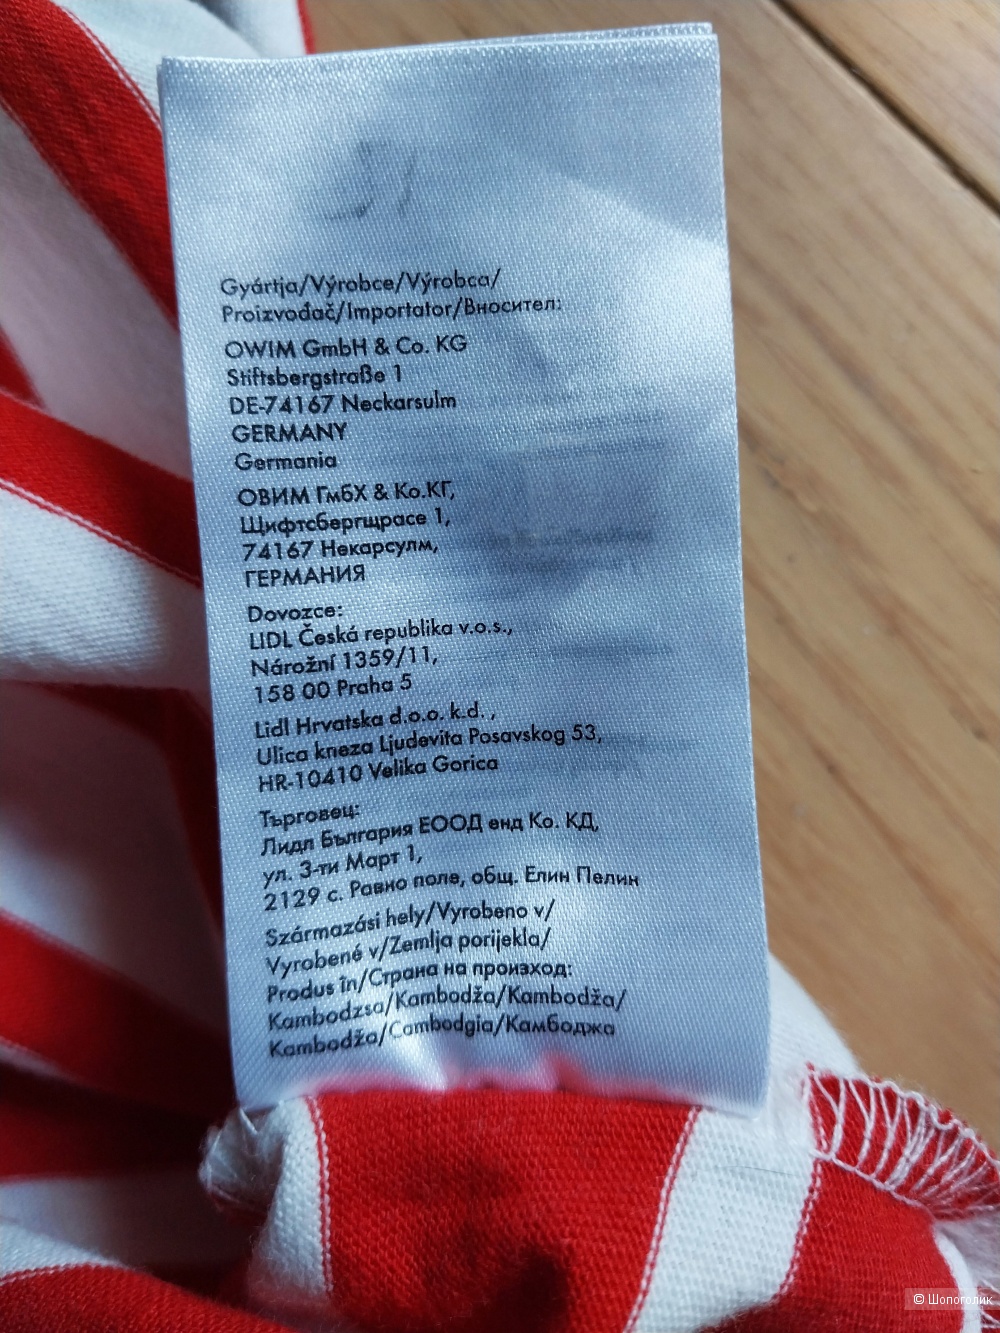 Gyártja/Výrobce/Výrobca/
Proizvođač/Importator/Вносител:
OWIM GmbH & Co. KG
Stiftsbergstraße 1
DE-74167 Neckarsulm
GERMANY
Germania
ОВИМ ГмбХ & Ко.КГ,
Щифтсбергщрасе 1,
74167 Некарсулм,
ГЕРМАНИЯ
Dovozce:
LIDL Česká republika v.o.s.,
Nárožní 1359/11,
158 00 Praha 5
Lidl Hrvatska d.o.o. k.d. ,
Ulica kneza Ljudevita Posavskog 53,
HR-10410 Velika Gorica
Търговец:
Лидл България ЕООД енд Ко. КД,
ул. 3-ти Март 1,
2129 с. Равно поле, общ. Елин Пелин
Származási hely/Vyrobeno v/
Vyrobené v/Zemlja porijekla/
Produs în/Страна на произход:
Kambodzsa/Kambodža/Kambodža/
Kambodža/Cambodgia/Камбоджа
© Шопоголик